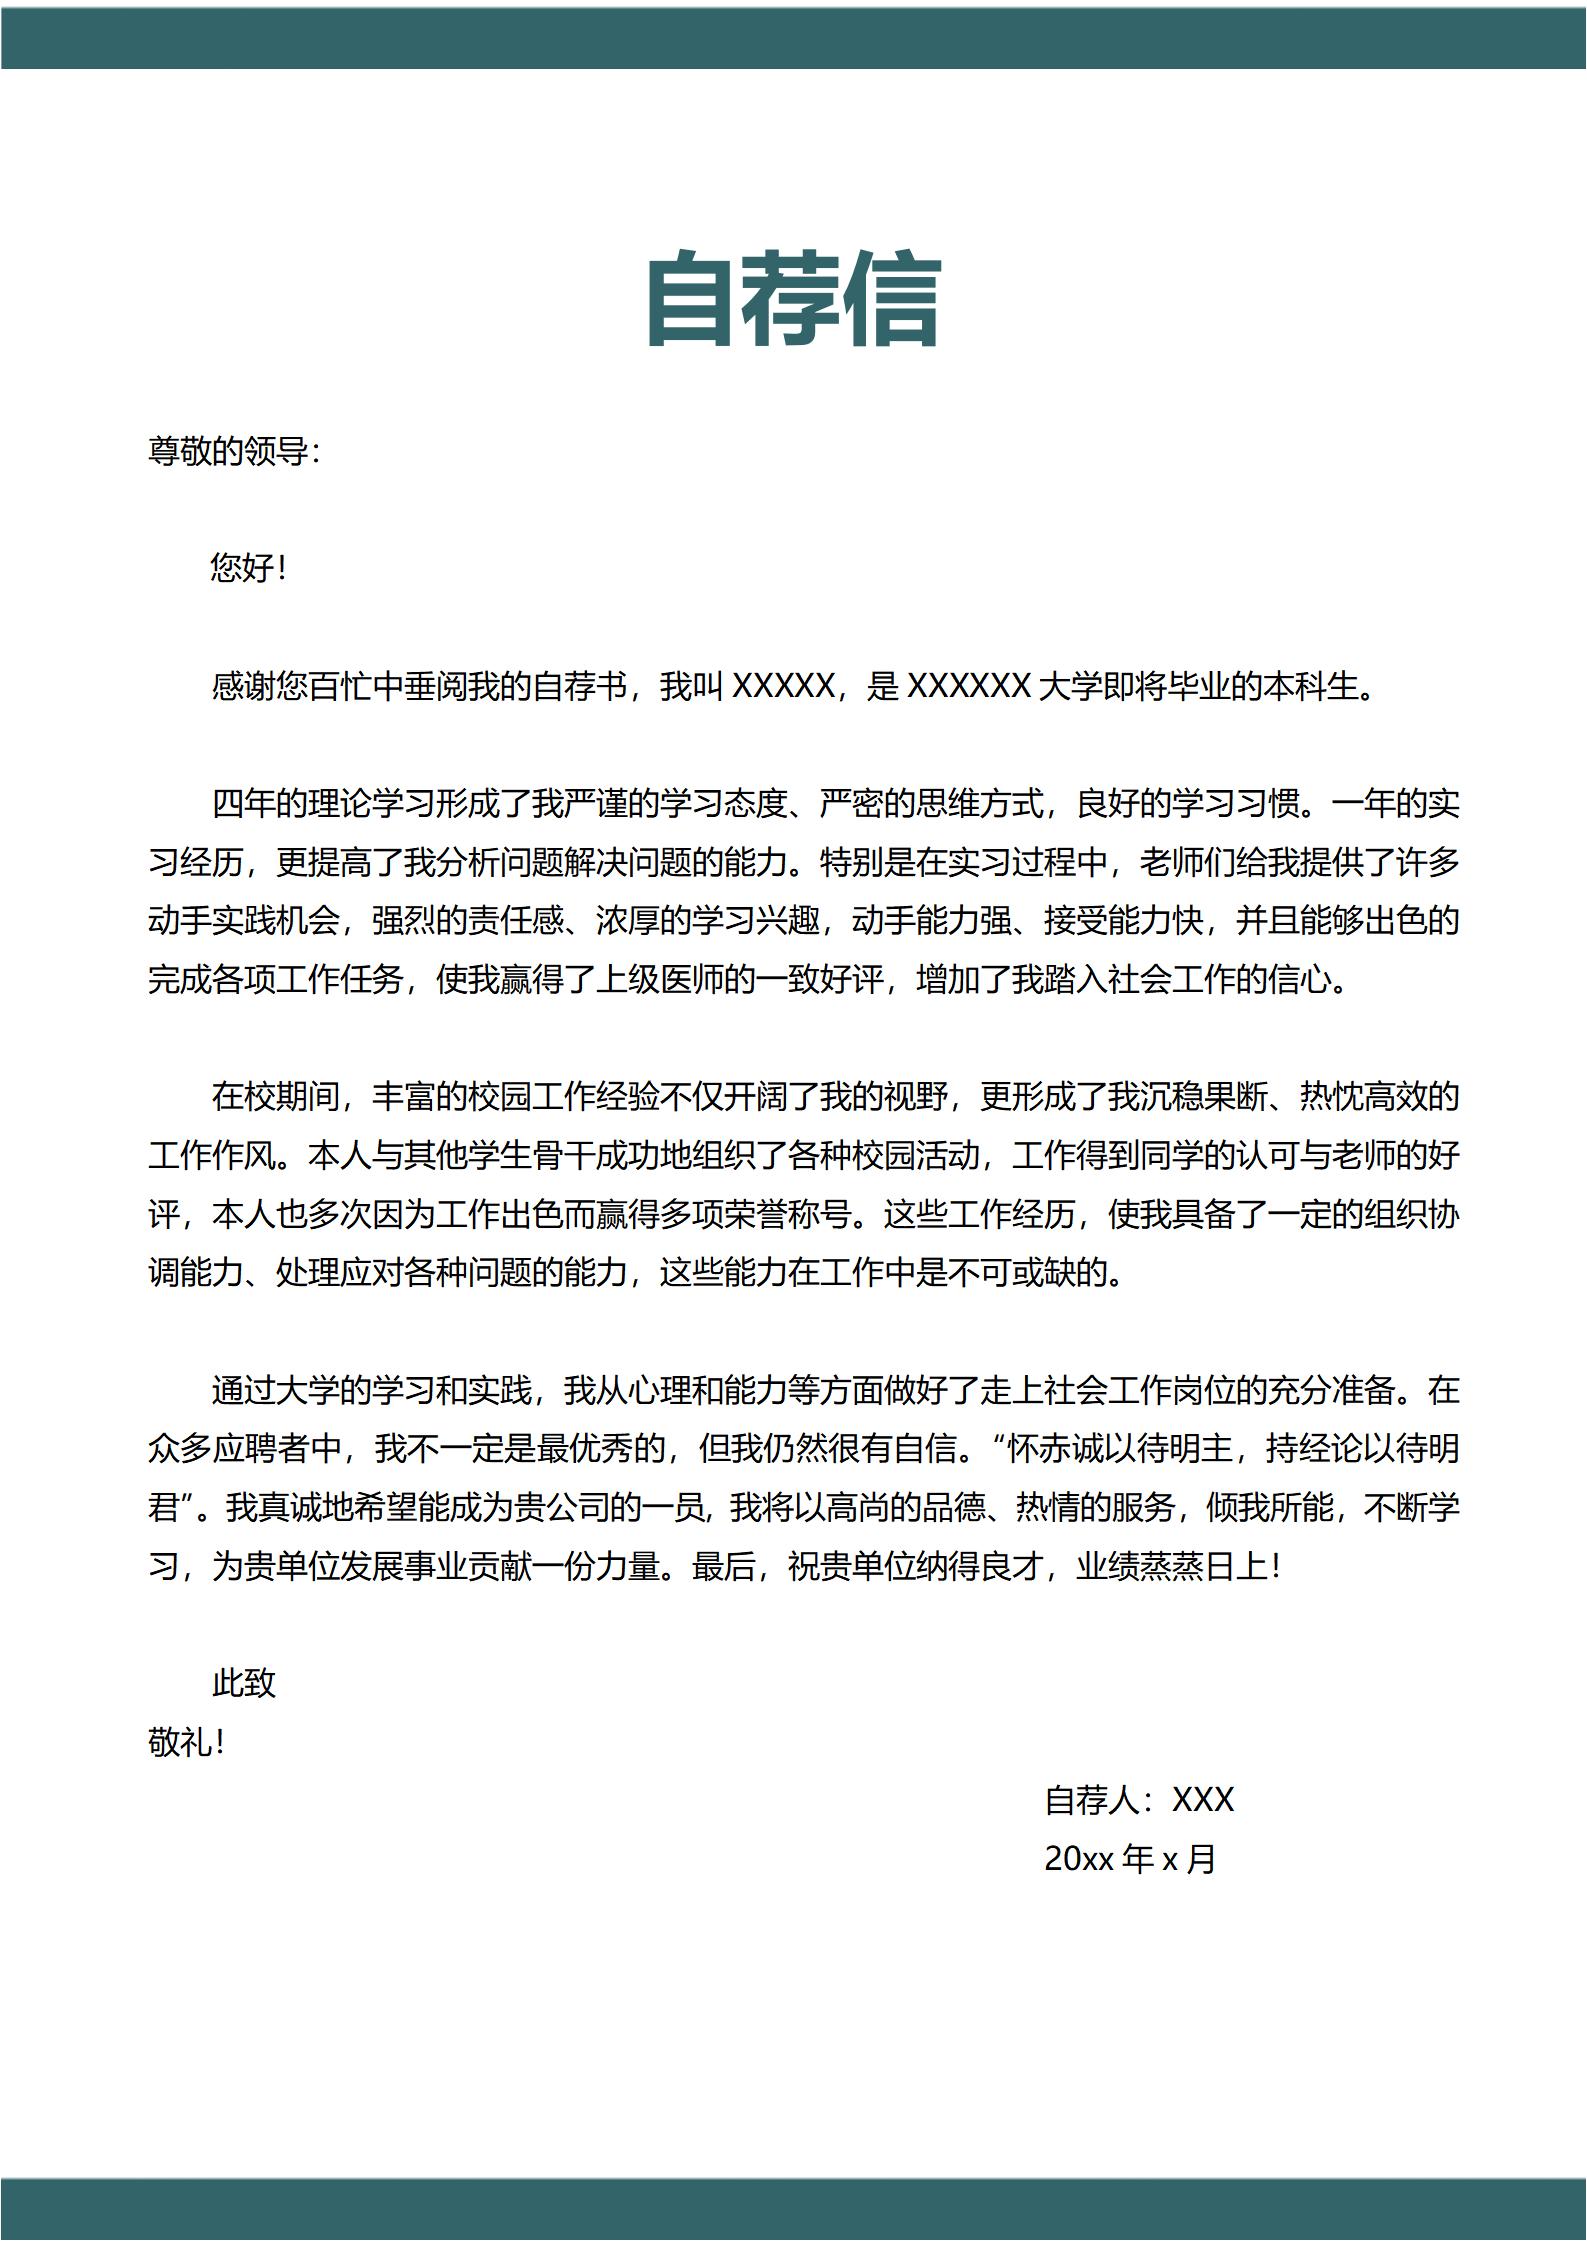 自荐信
尊敬的领导：
您好！
感谢您百忙中垂阅我的自荐书，我叫 XXXXX，是 XXXXXX 大学即将毕业的本科生。
四年的理论学习形成了我严谨的学习态度、严密的思维方式，良好的学习习惯。一年的实
习经历，更提高了我分析问题解决问题的能力。特别是在实习过程中，老师们给我提供了许多
动手实践机会，强烈的责任感、浓厚的学习兴趣，动手能力强、接受能力快，并且能够出色的
完成各项工作任务，使我赢得了上级医师的一致好评，增加了我踏入社会工作的信心。
在校期间，丰富的校园工作经验不仅开阔了我的视野，更形成了我沉稳果断、热忱高效的
工作作风。本人与其他学生骨干成功地组织了各种校园活动，工作得到同学的认可与老师的好
评，本人也多次因为工作出色而赢得多项荣誉称号。这些工作经历，使我具备了一定的组织协
调能力、处理应对各种问题的能力，这些能力在工作中是不可或缺的。
通过大学的学习和实践，我从心理和能力等方面做好了走上社会工作岗位的充分准备。在
众多应聘者中，我不一定是最优秀的，但我仍然很有自信。“怀赤诚以待明主，持经论以待明
君”。我真诚地希望能成为贵公司的一员, 我将以高尚的品德、热情的服务，倾我所能，不断学
习，为贵单位发展事业贡献一份力量。最后，祝贵单位纳得良才，业绩蒸蒸日上！
此致
敬礼！
自荐人：XXX
20xx 年 x 月